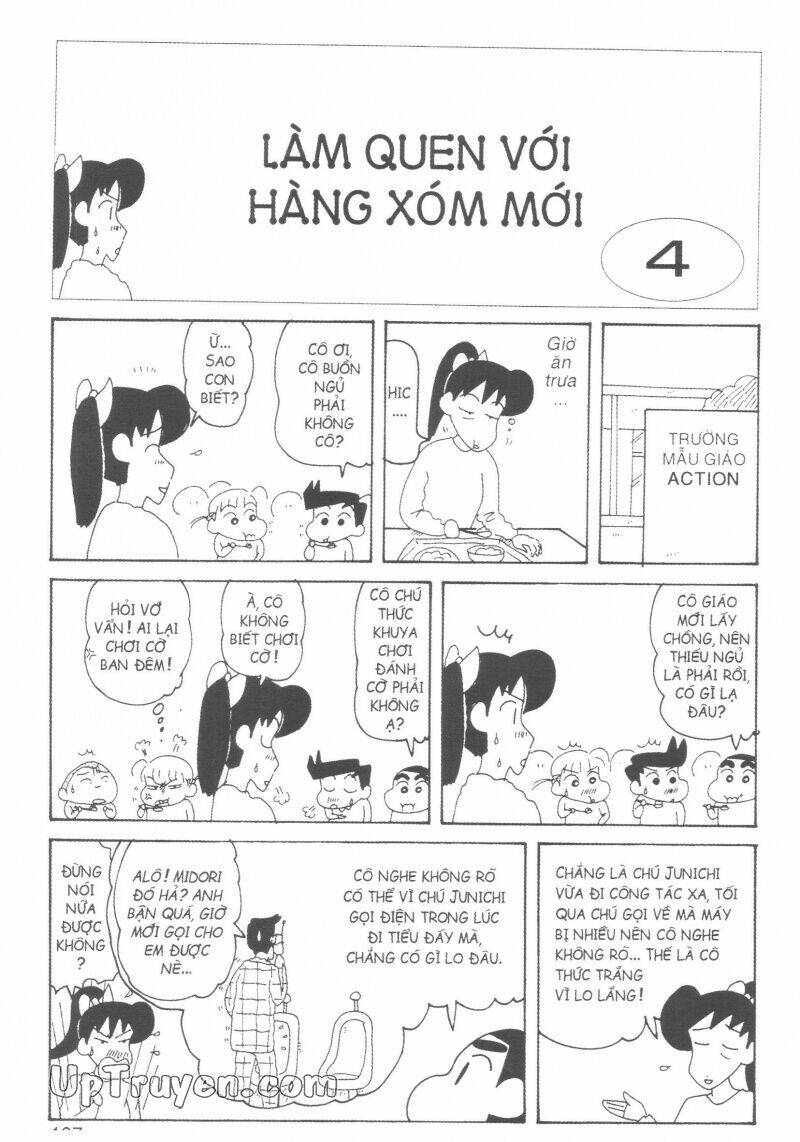 LÀM QUEN VỚI
HÀNG XÓM MỚI
4
TRƯỜNG
MẪU GIÁO
ACTION
Giờ
ăn
trưa
...
HIC
....
CÔ ƠI,
CÔ BUỒN
NGỦ
PHẢI
KHÔNG
CÔ?
Ừ...
SAO
CON
BIẾT?
CÔ GIÁO
MỚI LẤY
CHỒNG, NÊN
THIẾU NGỦ
LÀ PHẢI RỒI,
CÓ GÌ LẠ
ĐÂU?
CÔ CHÚ
THỨC
KHUYA
CHƠI
ĐÁNH
CỜ PHẢI
KHÔNG
Ạ?
À, CÔ
KHÔNG
BIẾT CHƠI
CỜ!
HỎI VỚ
VẨN! AI LẠI
CHƠI CỜ
BAN ĐÊM!
CHẲNG LÀ CHÚ JUNICHI
VỪA ĐI CÔNG TÁC XA, TỐI
QUA CHÚ GỌI VỀ MÀ MÁY
BỊ NHIỄU NÊN CÔ NGHE
KHÔNG RÕ... THẾ LÀ CÔ
THỨC TRẮNG
VÌ LO LẮNG!
CÔ NGHE KHÔNG RÕ
CÓ THỂ VÌ CHÚ JUNICHI
GỌI ĐIỆN TRONG LÚC
ĐI TIỂU ĐẤY MÀ,
CHẲNG CÓ GÌ LO ĐÂU.
ALÔ! MIDORI
ĐÓ HẢ? ANH
BẬN QUÁ, GIỜ
MỚI GỌI CHO
EM ĐƯỢC
NÈ...
ĐỪNG
NÓI
NỮA
ĐƯỢC
KHÔNG?
UpTruyen.com